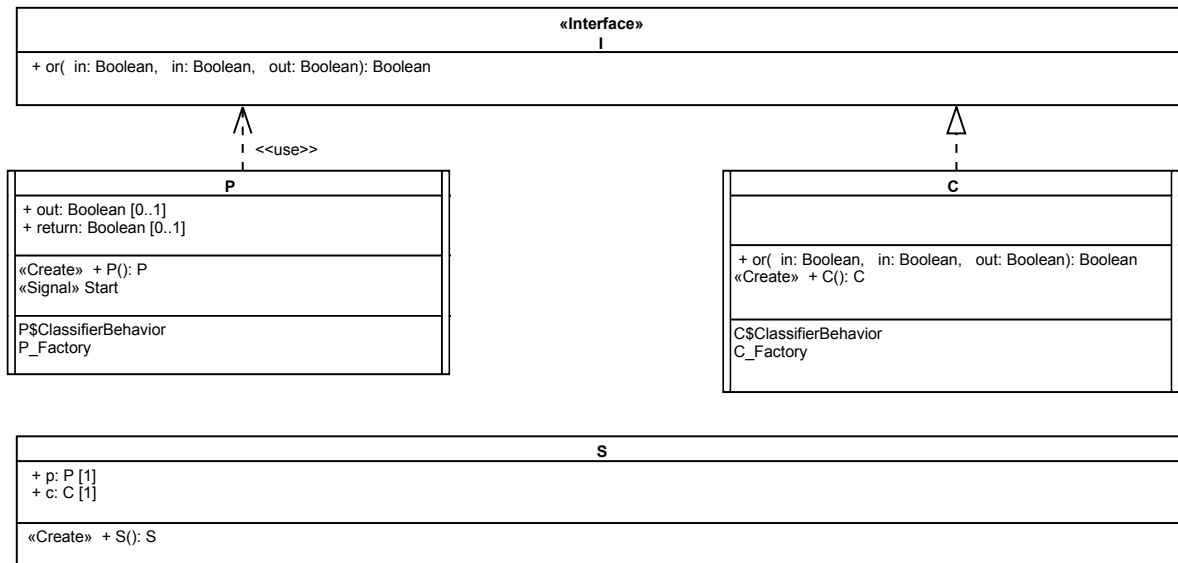 «Interface»
I
+ or(  in: Boolean,   in: Boolean,   out: Boolean): Boolean
<<use>>
P
+ out: Boolean [0..1]
+ return: Boolean [0..1]
«Create»  + P(): P
«Signal» Start
P$ClassifierBehavior
P_Factory
C
+ or(  in: Boolean,   in: Boolean,   out: Boolean): Boolean
«Create»  + C(): C
C$ClassifierBehavior
C_Factory
S
+ p: P [1]
+ c: C [1]
«Create»  + S(): S